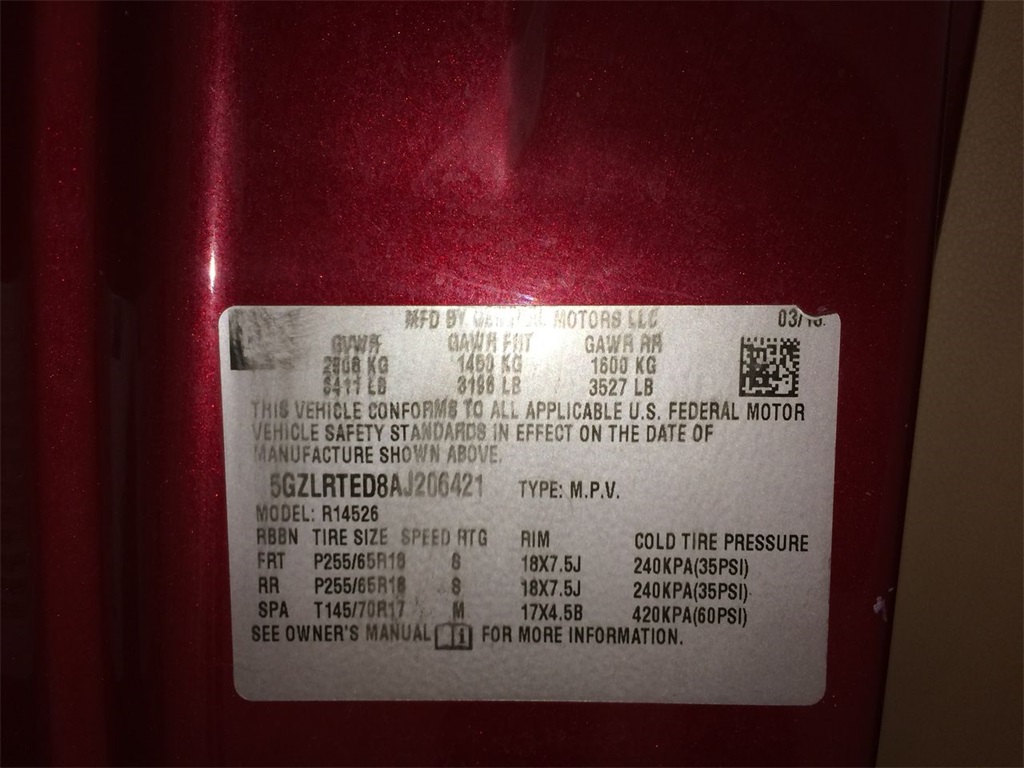 MFD BY GENERAL MOTORS LLC 03/10
GVWR GAWR FRT GAWR RR
2908 KG 1450 KG 1600 KG
6411 LB 3196 LB 3527 LB
THIS VEHICLE CONFORMS TO ALL APPLICABLE U.S. FEDERAL MOTOR
VEHICLE SAFETY STANDARDS IN EFFECT ON THE DATE OF
MANUFACTURE SHOWN ABOVE.
5GZLRTED8AJ206421 TYPE: M.P.V.
MODEL: R14526
RBBN TIRE SIZE SPEED RTG RIM COLD TIRE PRESSURE
FRT P255/65R18 S 18X7.5J 240KPA(35PSI)
RR P255/65R18 S 18X7.5J 240KPA(35PSI)
SPA T145/70R17 M 17X4.5B 420KPA(60PSI)
SEE OWNER'S MANUAL FOR MORE INFORMATION.